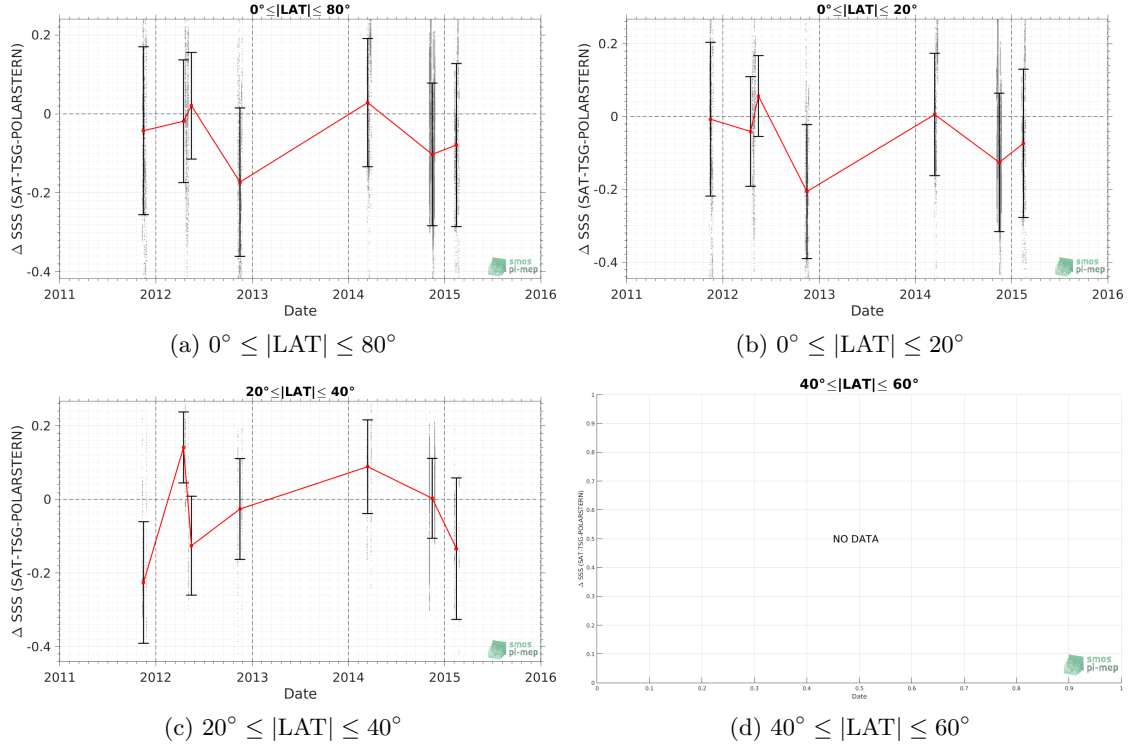 0°≤|LAT|≤ 80°
Δ SSS (SAT-TSG-POLARSTERN)
0.2
0
-0.2
-0.4
2011 2012 2013 2014 2015 2016
Date
smos
pi-mep
(a) 0° ≤ |LAT| ≤ 80°
0°≤|LAT|≤ 20°
Δ SSS (SAT-TSG-POLARSTERN)
0.2
0
-0.2
-0.4
2011 2012 2013 2014 2015 2016
Date
smos
pi-mep
(b) 0° ≤ |LAT| ≤ 20°
20°≤|LAT|≤ 40°
Δ SSS (SAT-TSG-POLARSTERN)
0.2
0
-0.2
-0.4
2011 2012 2013 2014 2015 2016
Date
smos
pi-mep
(c) 20° ≤ |LAT| ≤ 40°
40°≤|LAT|≤ 60°
Δ SSS (SAT-TSG-POLARSTERN)
1
0.9
0.8
0.7
0.6
0.5
0.4
0.3
0.2
0.1
0
NO DATA
0 0.1 0.2 0.3 0.4 0.5 0.6 0.7 0.8 0.9 1
Date
smos
pi-mep
(d) 40° ≤ |LAT| ≤ 60°